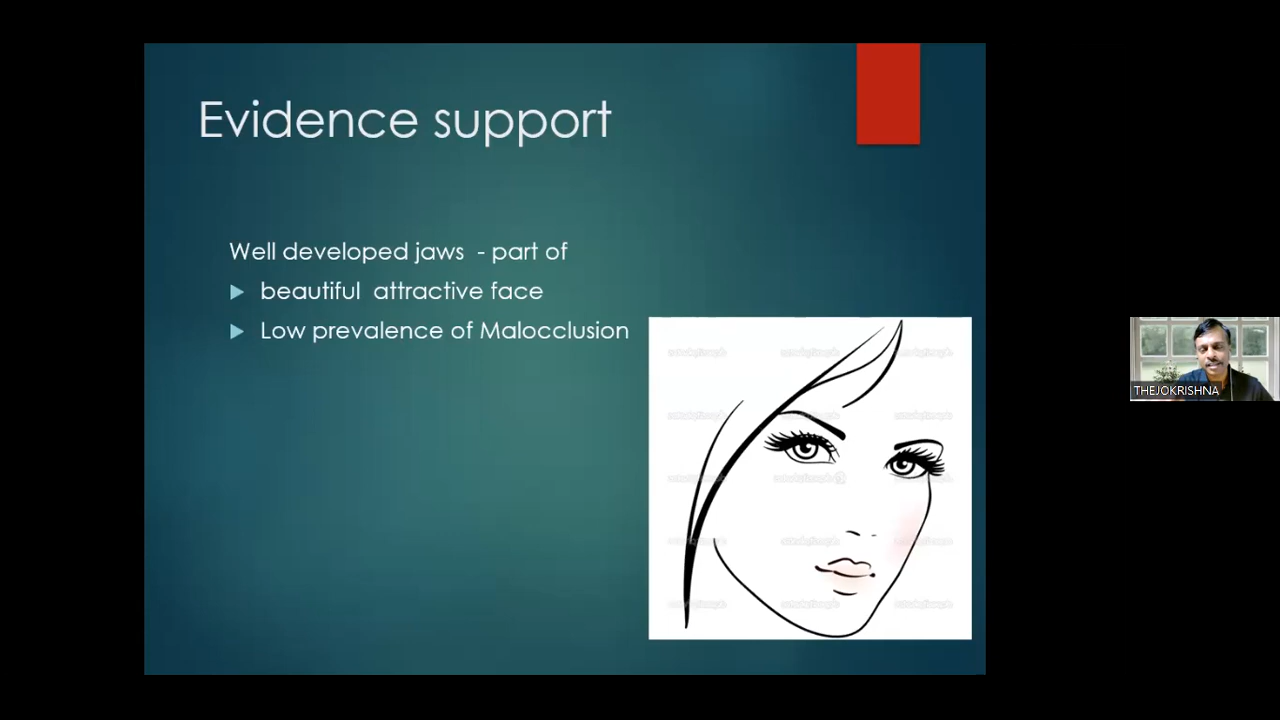 Evidence support
Well developed jaws - part of
beautiful attractive face
Low prevalence of Malocclusion
THEJOKRISHNA